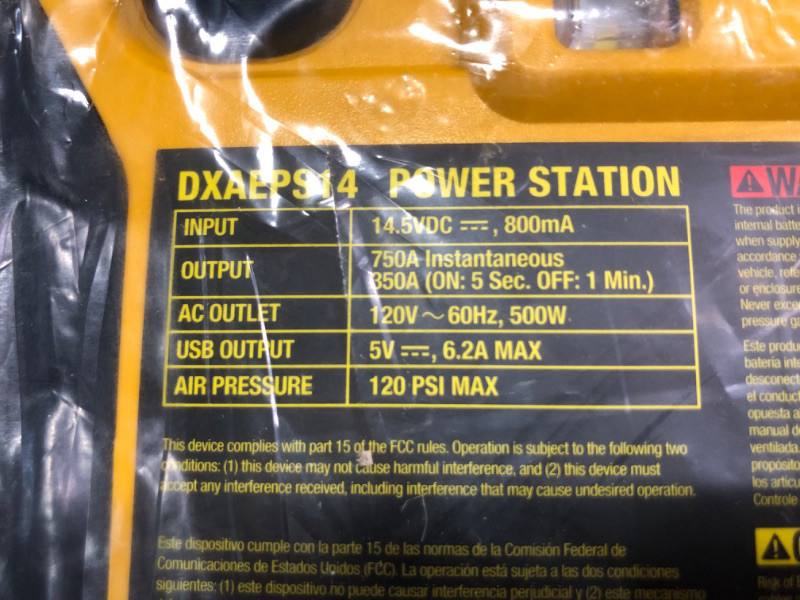 DXAEPS14 POWER STATION
INPUT 14.5VDC ⎓, 800mA
OUTPUT 750A Instantaneous
350A (ON: 5 Sec. OFF: 1 Min.)
AC OUTLET 120V ~ 60Hz, 500W
USB OUTPUT 5V ⎓, 6.2A MAX
AIR PRESSURE 120 PSI MAX
This device complies with part 15 of the FCC rules. Operation is subject to the following two
conditions: (1) this device may not cause harmful interference, and (2) this device must
accept any interference received, including interference that may cause undesired operation.
Este dispositivo cumple con la parte 15 de las normas de la Comisión Federal de
Comunicaciones de Estados Unidos (FCC). La operación está sujeta a las dos condiciones
siguientes: (1) este dispositivo no puede causar interferencia perjudicial y (2) este mecanismo
WA
The product i
internal batte
when supply
accordance
vehicle, refe
or enclosure
Never excee
pressure ga
Este produc
batería inte
desconect
el conduct
opuesta a
manual de
ventilada.
propósito
los artícu
Controle
Risk of